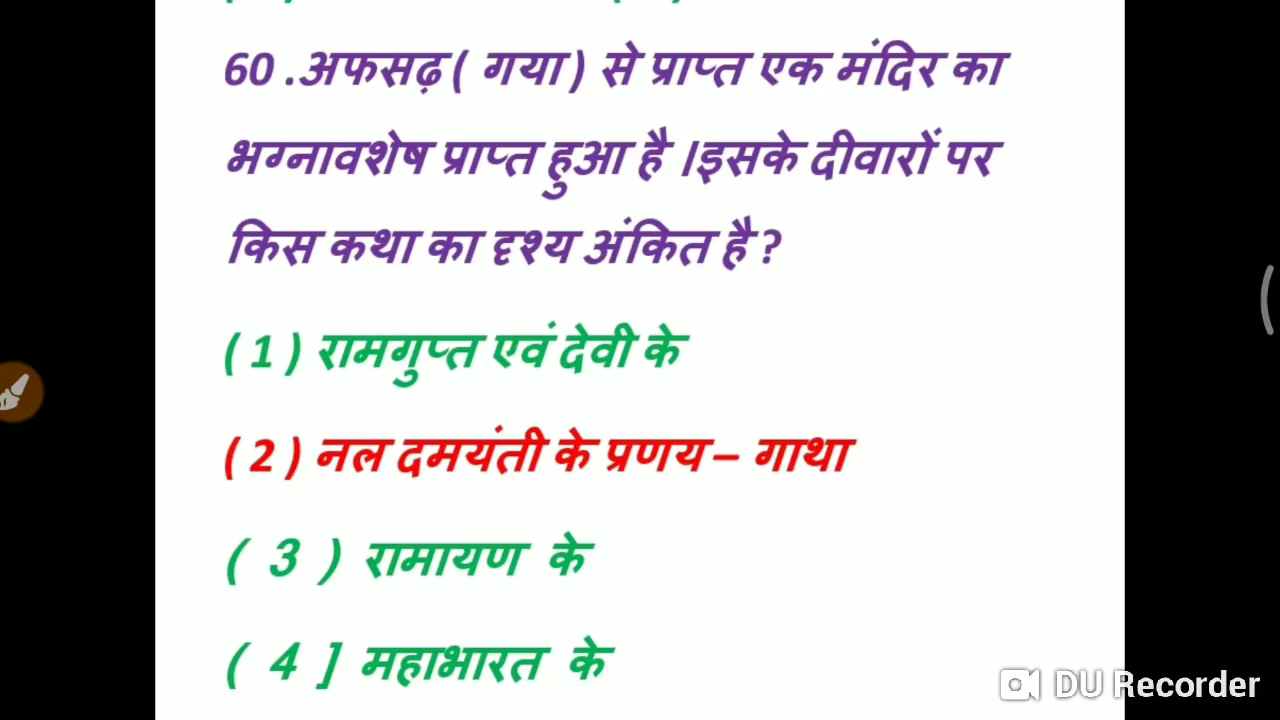 60 .अफसढ़ ( गया ) से प्राप्त एक मंदिर का
भग्नावशेष प्राप्त हुआ है ।इसके दीवारों पर
किस कथा का दृश्य अंकित है ?
( 1 ) रामगुप्त एवं देवी के
( 2 ) नल दमयंती के प्रणय – गाथा
( 3 ) रामायण के
( 4 ] महाभारत के
DU Recorder